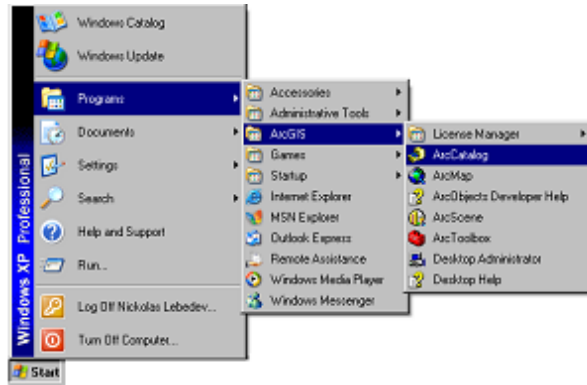 Windows Catalog
Windows Update
Programs
Documents
Settings
Search
Help and Support
Run...
Log Off Nickolas Lebedev...
Turn Off Computer...
Windows XP Professional
Start
Accessories
Administrative Tools
ArcGIS
Games
Startup
Internet Explorer
MSN Explorer
Outlook Express
Remote Assistance
Windows Media Player
Windows Messenger
License Manager
ArcCatalog
ArcMap
ArcObjects Developer Help
ArcScene
ArcToolbox
Desktop Administrator
Desktop Help